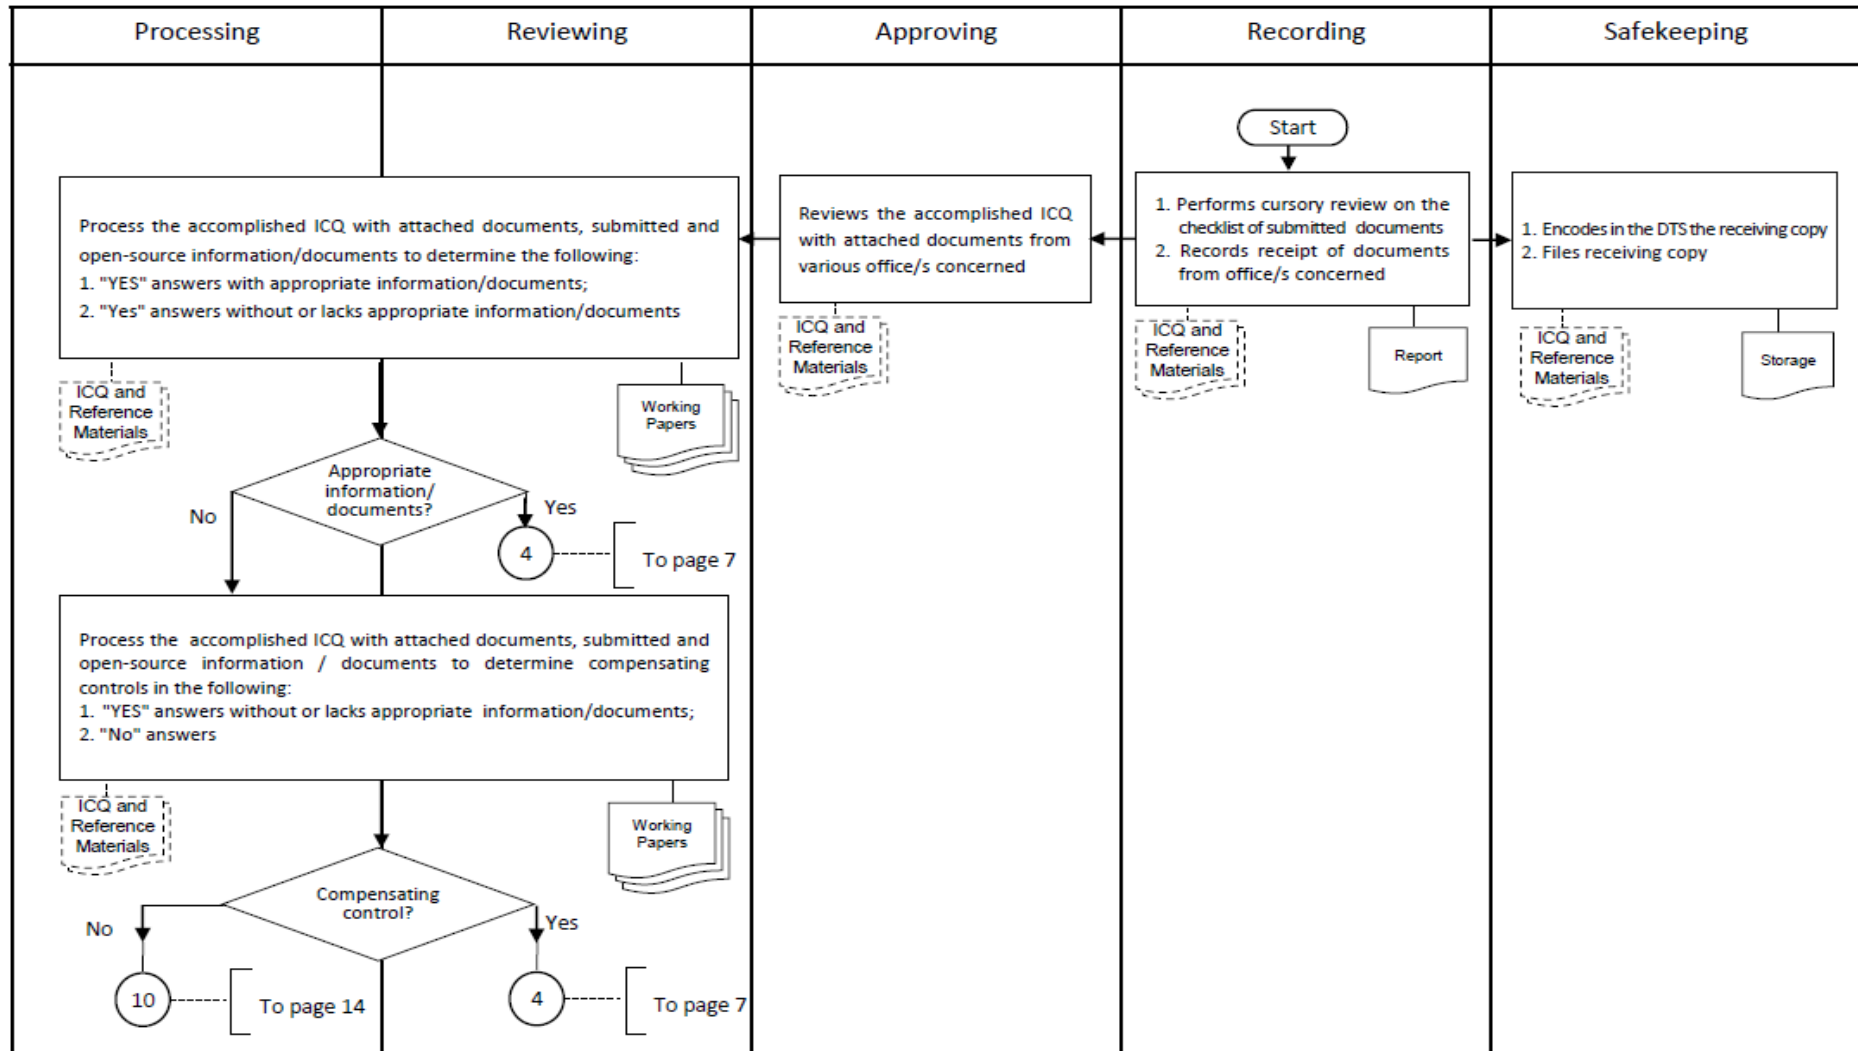 Processing
Reviewing
Approving
Recording
Safekeeping
Start
Process the accomplished ICQ with attached documents, submitted and
open-source information/documents to determine the following:
1. "YES" answers with appropriate information/documents;
2. "Yes" answers without or lacks appropriate information/documents
Reviews the accomplished ICQ
with attached documents from
various office/s concerned
1. Performs cursory review on the
checklist of submitted documents
2. Records receipt of documents
from office/s concerned
1. Encodes in the DTS the receiving copy
2. Files receiving copy
ICQ and
Reference
Materials
Working
Papers
ICQ and
Reference
Materials
ICQ and
Reference
Materials
Report
ICQ and
Reference
Materials
Storage
Appropriate
information/
documents?
No
Yes
4
To page 7
Process the accomplished ICQ with attached documents, submitted and
open-source information / documents to determine compensating
controls in the following:
1. "YES" answers without or lacks appropriate information/documents;
2. "No" answers
ICQ and
Reference
Materials
Working
Papers
Compensating
control?
No
Yes
10
To page 14
4
To page 7